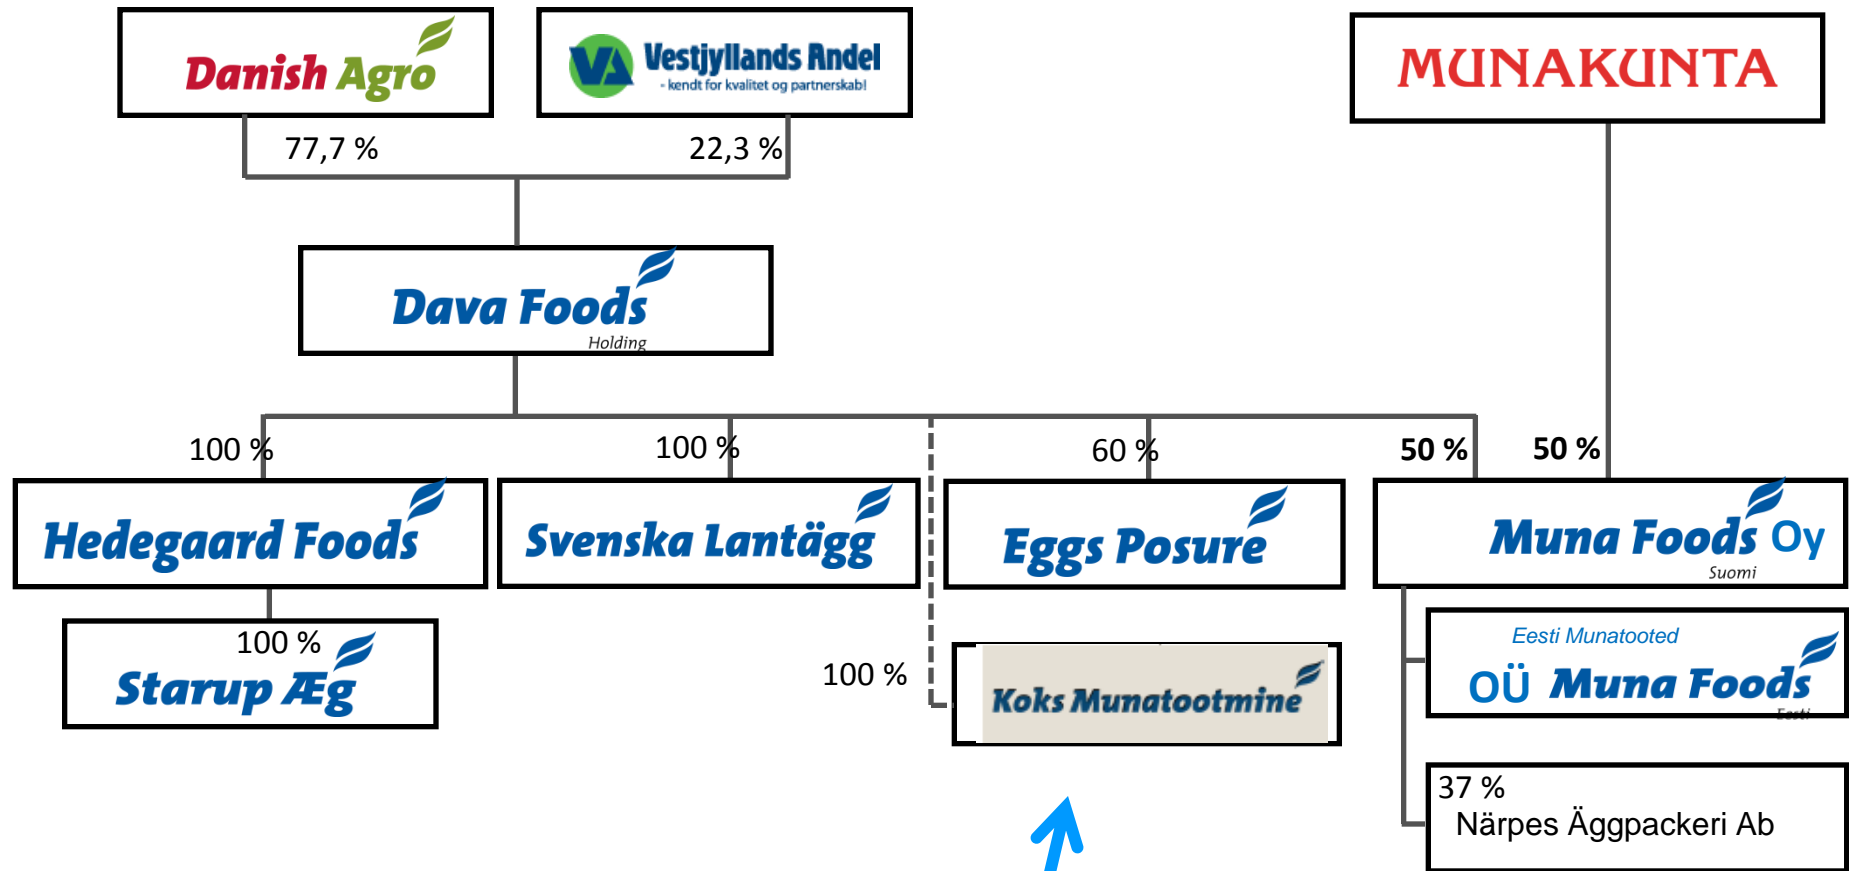 Danish Agro
VA Vestjyllands Andel
- kendt for kvalitet og partnerskab!
MUNAKUNTA
77,7 %
22,3 %
Dava Foods
Holding
100 %
100 %
60 %
50 %
50 %
Hedegaard Foods
Svenska Lantägg
Eggs Posure
Muna Foods Oy
Suomi
100 %
Starup Æg
100 %
Koks Munatootmine
Eesti Munatooted
OÜ Muna Foods
Eesti
37 %
Närpes Äggpackeri Ab